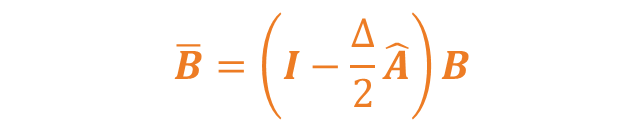 B̅ = (I − Δ/2 Â) B